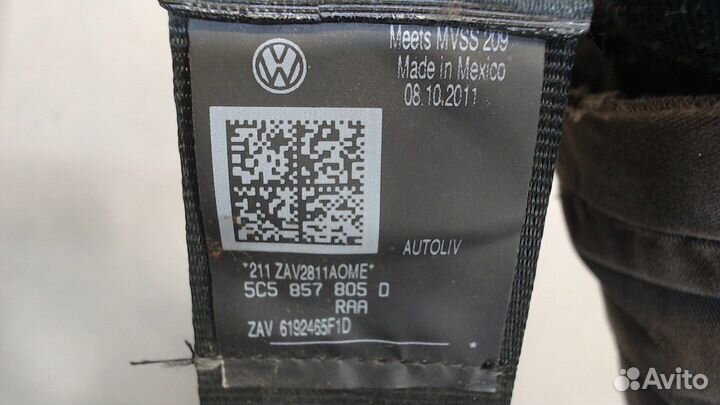 Meets MVSS 209
Made in Mexico
08.10.2011
AUTOLIV
*211 ZAV2811AOME*
5C5 857 805 D
RAA
ZAV 6192465F1D
*
Avito